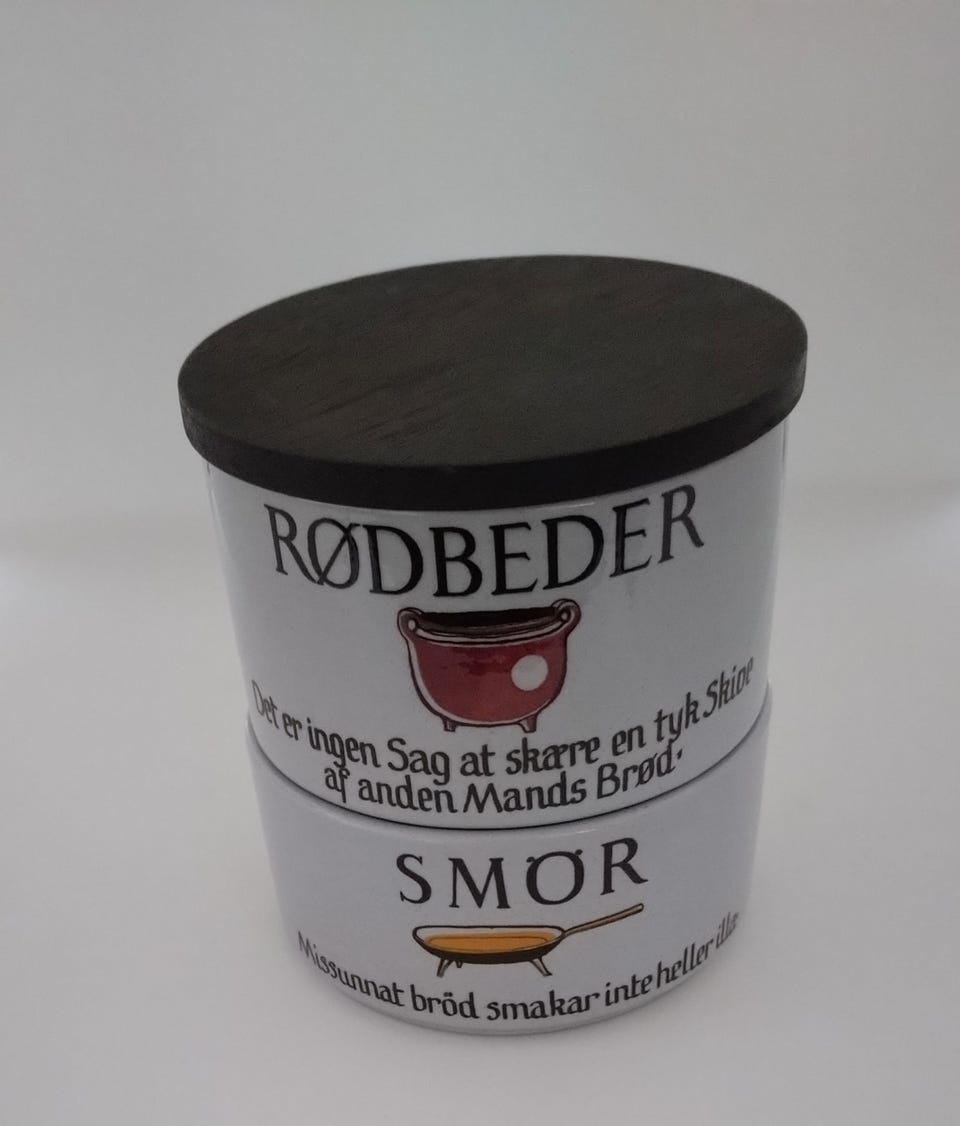 RØDBEDER
Det er ingen Sag at skære en tyk Skive
af anden Mands Brød.
SMÖR
Missunnat bröd smakar inte heller illa